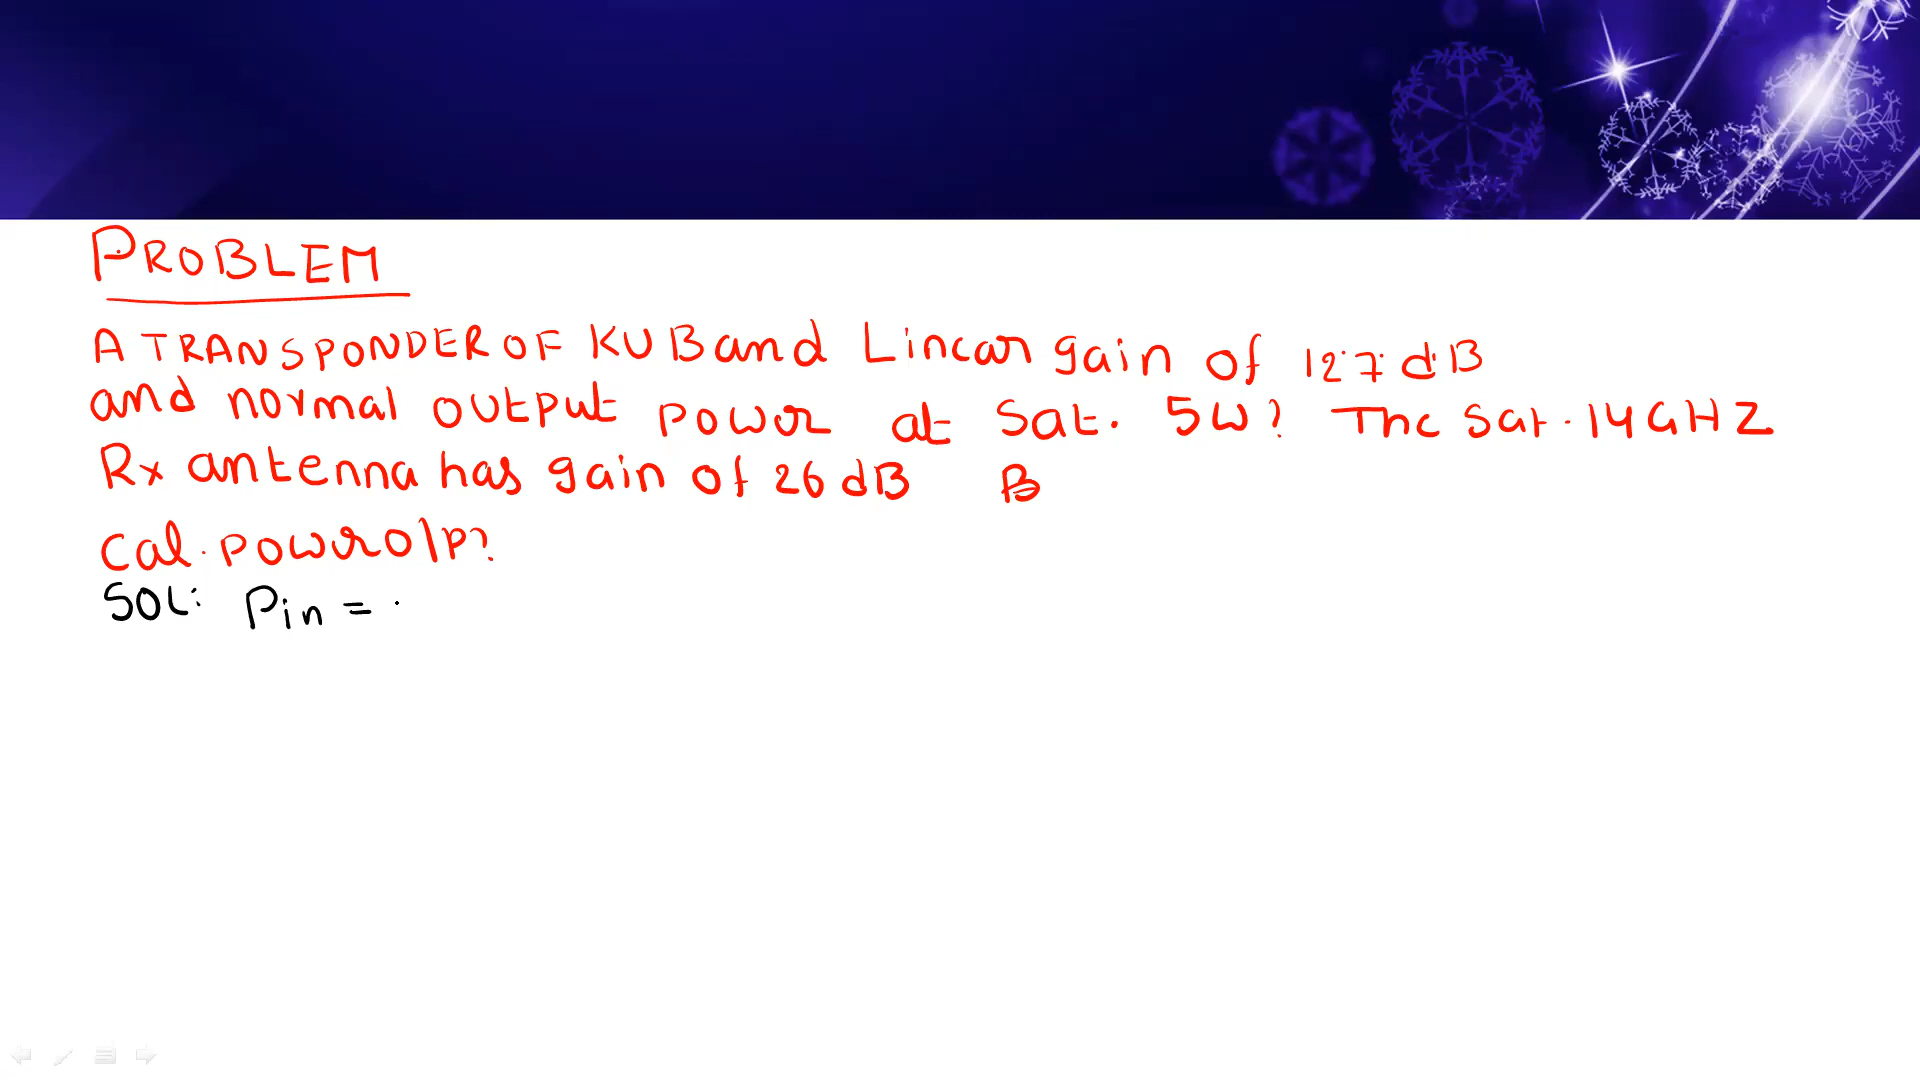 PROBLEM
A TRANSPONDER OF KU Band Linear gain of 127 dB
and normal output power at Sat. 5W? The Sat. 14GHZ
Rx antenna has gain of 26 dB B
Cal. power o/p?
SOL: Pin = .